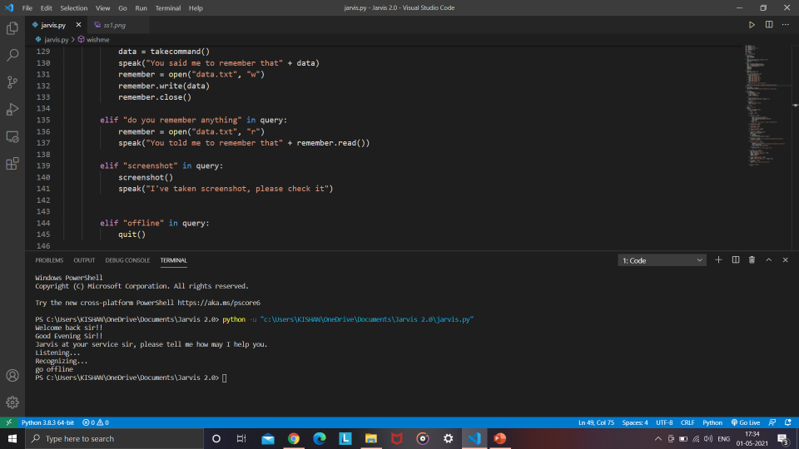 File Edit Selection View Go Run Terminal Help jarvis.py - Jarvis 2.0 - Visual Studio Code
jarvis.py ss1.png
jarvis.py > wishme
129 data = takecommand()
130 speak("You said me to remember that" + data)
131 remember = open("data.txt", "w")
132 remember.write(data)
133 remember.close()
134
135 elif "do you remember anything" in query:
136 remember = open("data.txt", "r")
137 speak("You told me to remember that" + remember.read())
138
139 elif "screenshot" in query:
140 screenshot()
141 speak("I've taken screenshot, please check it")
142
143
144 elif "offline" in query:
145 quit()
146
PROBLEMS OUTPUT DEBUG CONSOLE TERMINAL 1: Code
Windows PowerShell
Copyright (C) Microsoft Corporation. All rights reserved.
Try the new cross-platform PowerShell https://aka.ms/pscore6
PS C:\Users\KISHAN\OneDrive\Documents\Jarvis 2.0> python -u "c:\Users\KISHAN\OneDrive\Documents\Jarvis 2.0\jarvis.py"
Welcome back sir!!
Good Evening Sir!!
Jarvis at your service sir, please tell me how may I help you.
Listening...
Recognizing...
go offline
PS C:\Users\KISHAN\OneDrive\Documents\Jarvis 2.0>
Python 3.8.3 64-bit 0 0 Ln 49, Col 75 Spaces: 4 UTF-8 CRLF Python Go Live
Type here to search ENG 17:34
01-05-2021 3